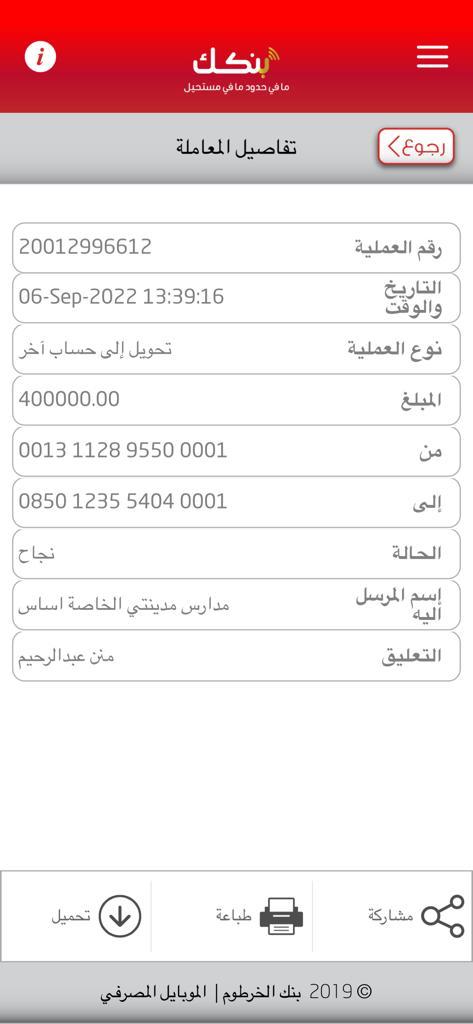 بنكك
ما في حدود ما في مستحيل
رجوع
تفاصيل المعاملة
رقم العملية 20012996612
التاريخ
والوقت 06-Sep-2022 13:39:16
نوع العملية تحويل إلى حساب آخر
المبلغ 400000.00
من 0013 1128 9550 0001
إلى 0850 1235 5404 0001
الحالة نجاح
إسم المرسل
اليه مدارس مدينتي الخاصة اساس
التعليق منن عبدالرحيم
مشاركة
طباعة
تحميل
© 2019 بنك الخرطوم | الموبايل المصرفي